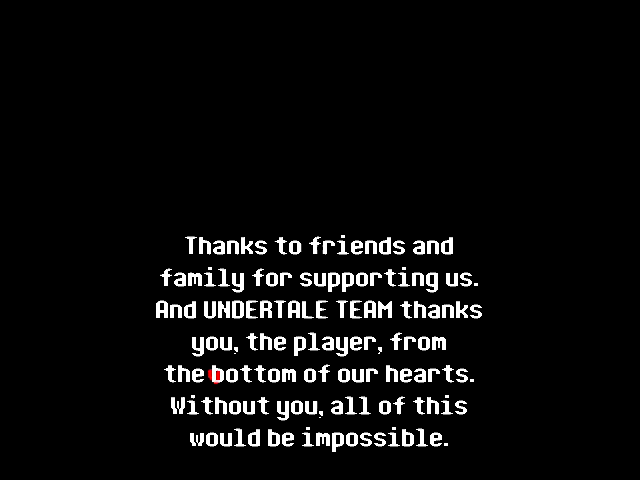 Thanks to friends and
family for supporting us.
And UNDERTALE TEAM thanks
you, the player, from
the bottom of our hearts.
Without you, all of this
would be impossible.